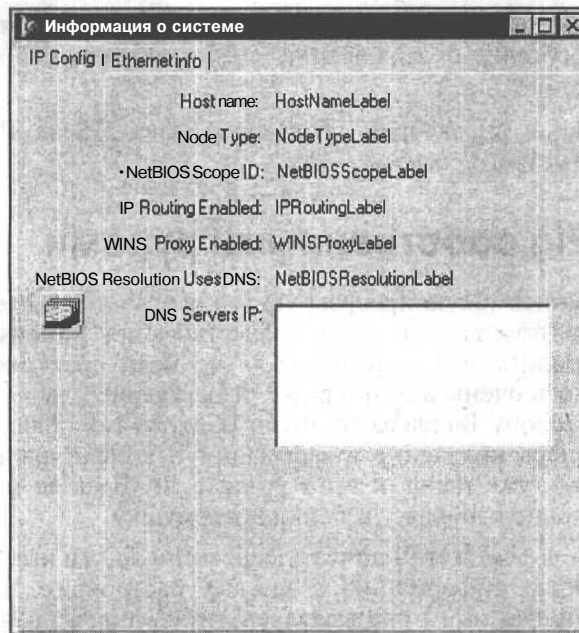 Информация о системе
IP Config | Ethernet info |
Host name: HostNameLabel
Node Type: NodeTypeLabel
NetBIOS Scope ID: NetBIOSScopeLabel
IP Routing Enabled: IPRoutingLabel
WINS Proxy Enabled: WINSProxyLabel
NetBIOS Resolution Uses DNS: NetBIOSResolutionLabel
DNS Servers IP: